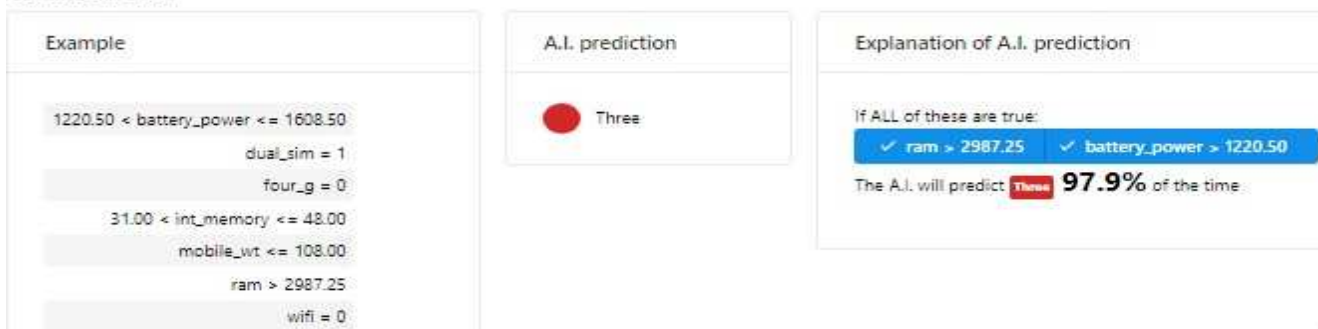 Example
1220.50 < battery_power <= 1608.50
dual_sim = 1
four_g = 0
31.00 < int_memory <= 48.00
mobile_wt <= 108.00
ram > 2987.25
wifi = 0
A.I. prediction
Three
Explanation of A.I. prediction
If ALL of these are true:
✓ ram > 2987.25 ✓ battery_power > 1220.50
The A.I. will predict Three 97.9% of the time